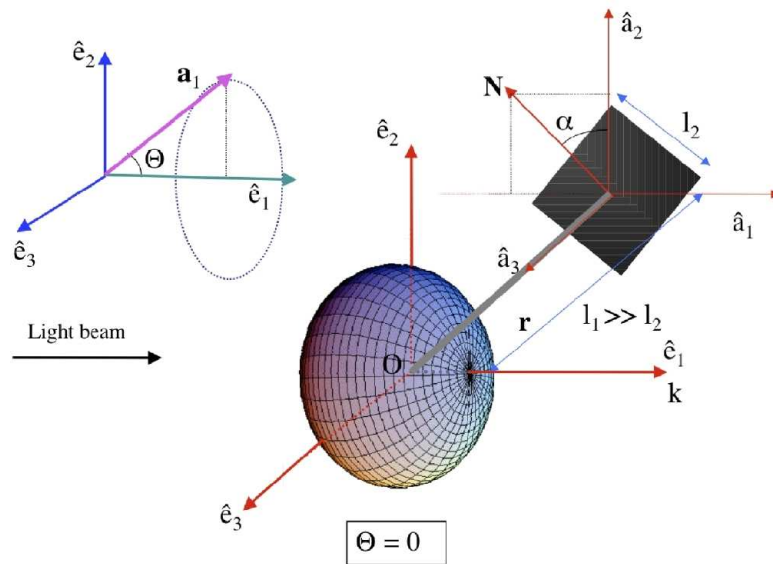 ê₂
a₁
Θ
ê₁
ê₃
Light beam
â₂
N
α
l₂
â₁
â₃
r
l₁ >> l₂
ê₂
O
ê₁
k
ê₃
Θ = 0